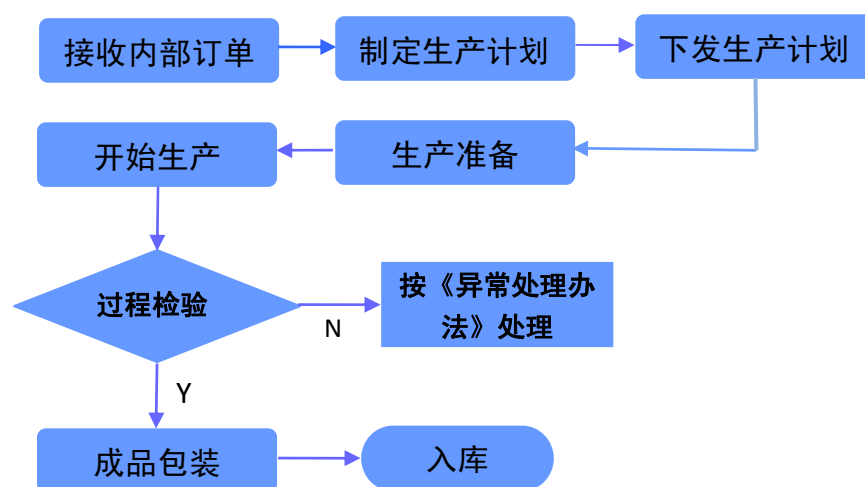 接收内部订单
制定生产计划
下发生产计划
生产准备
开始生产
过程检验
N
按《异常处理办
法》处理
Y
成品包装
入库